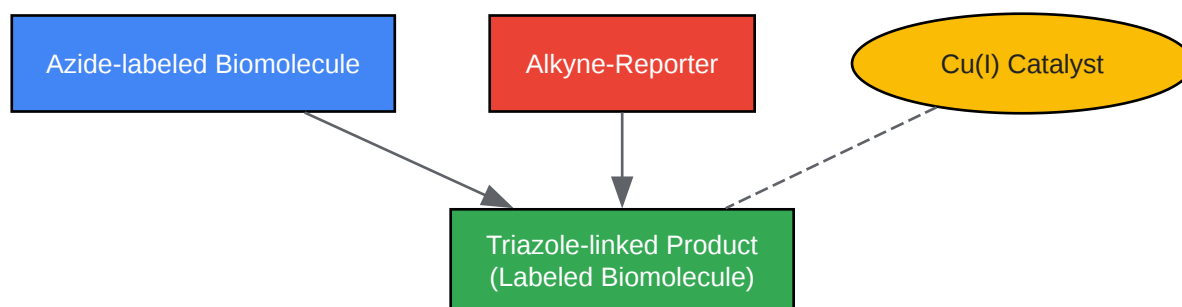 Azide-labeled Biomolecule
Alkyne-Reporter
Cu(I) Catalyst
Triazole-linked Product
(Labeled Biomolecule)